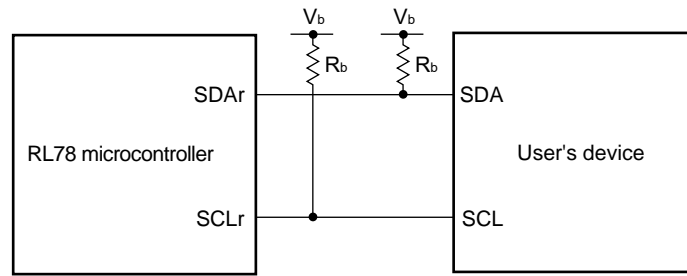 Vb Vb
Rb Rb
SDAr SDA
RL78 microcontroller User's device
SCLr SCL